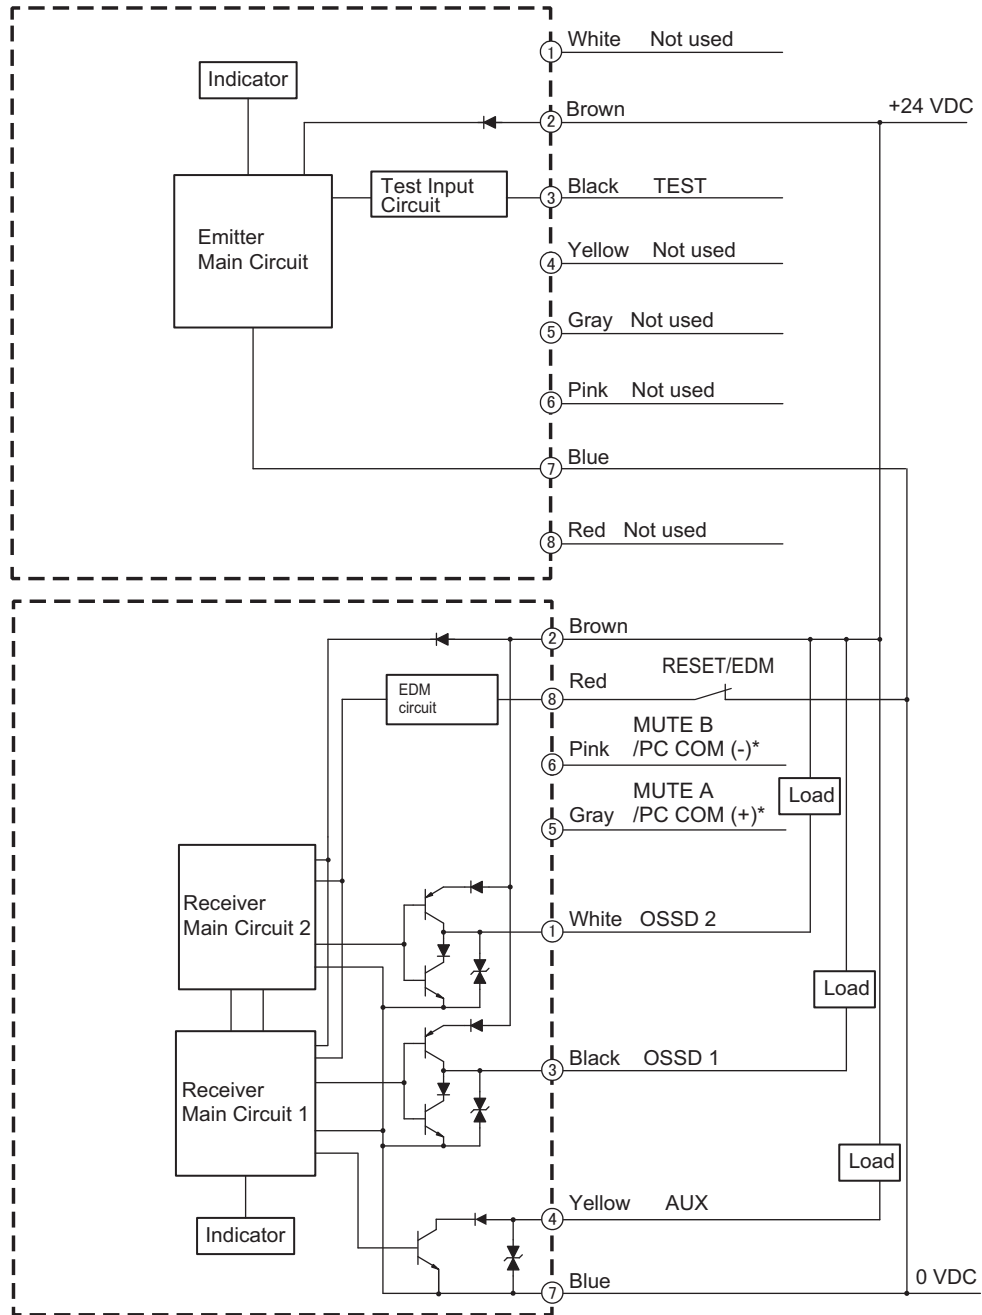 ① White Not used
Indicator
② Brown +24 VDC
③ Black TEST
Test Input
Circuit
Emitter
Main Circuit
④ Yellow Not used
⑤ Gray Not used
⑥ Pink Not used
⑦ Blue
⑧ Red Not used
② Brown
RESET/EDM
⑧ Red
EDM
circuit
MUTE B
⑥ Pink /PC COM (-)*
MUTE A
⑤ Gray /PC COM (+)*
Load
Receiver
Main Circuit 2
① White OSSD 2
Load
③ Black OSSD 1
Receiver
Main Circuit 1
Load
④ Yellow AUX
Indicator
⑦ Blue
0 VDC